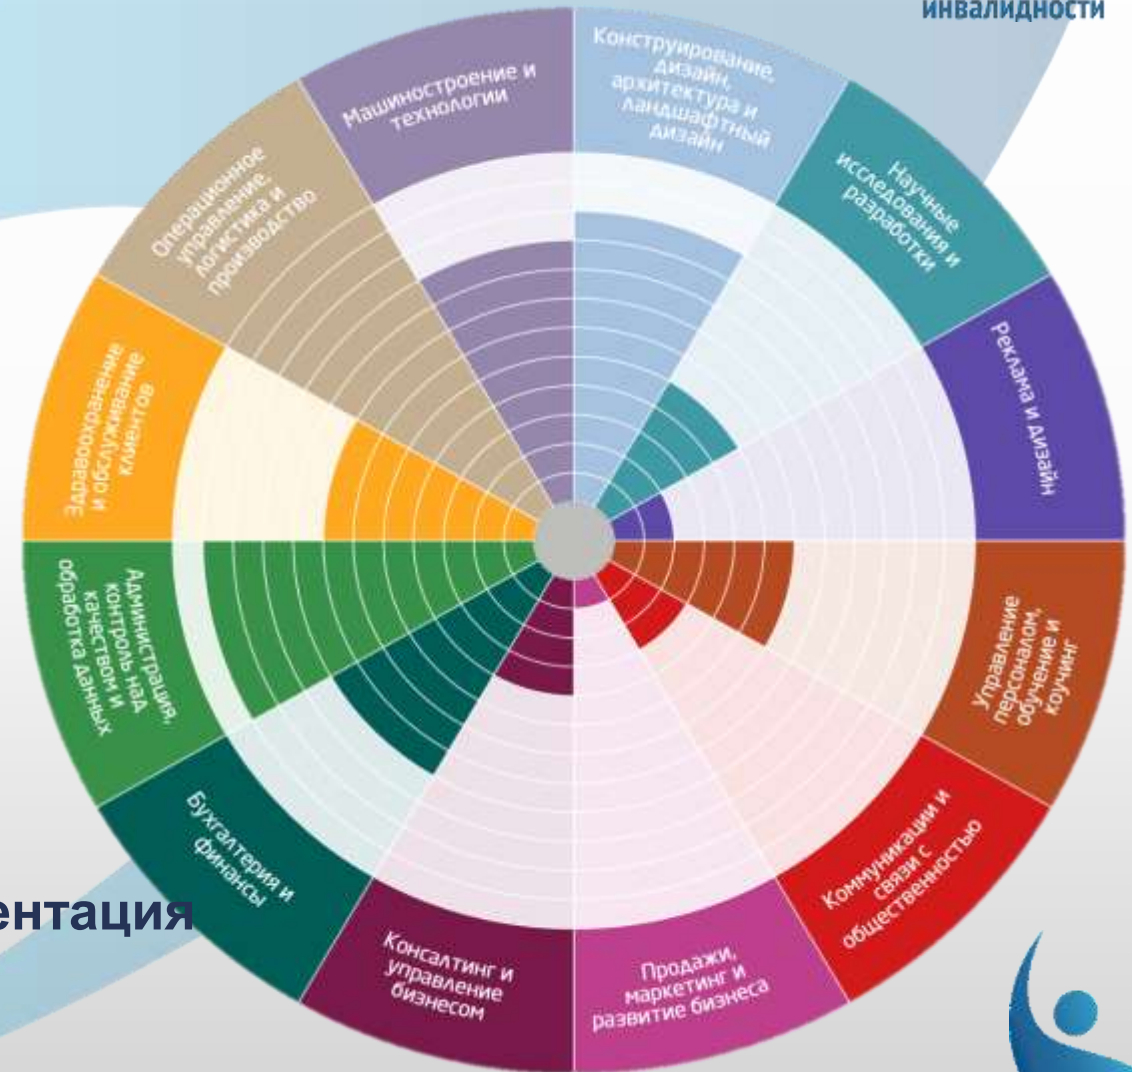 инвалидности
Машиностроение и
технологии
Конструирование,
дизайн,
архитектура и
ландшафтный
дизайн
Научные
исследования и
разработки
Реклама и дизайн
Управление
персоналом,
обучение и
коучинг
Коммуникации и
связи с
общественностью
Продажи,
маркетинг и
развитие бизнеса
Консалтинг и
управление
бизнесом
Бухгалтерия и
финансы
Администрация,
контроль над
качеством и
обработка данных
Здравоохранение
и обслуживание
клиентов
Операционное
управление,
логистика и
производство
ентация